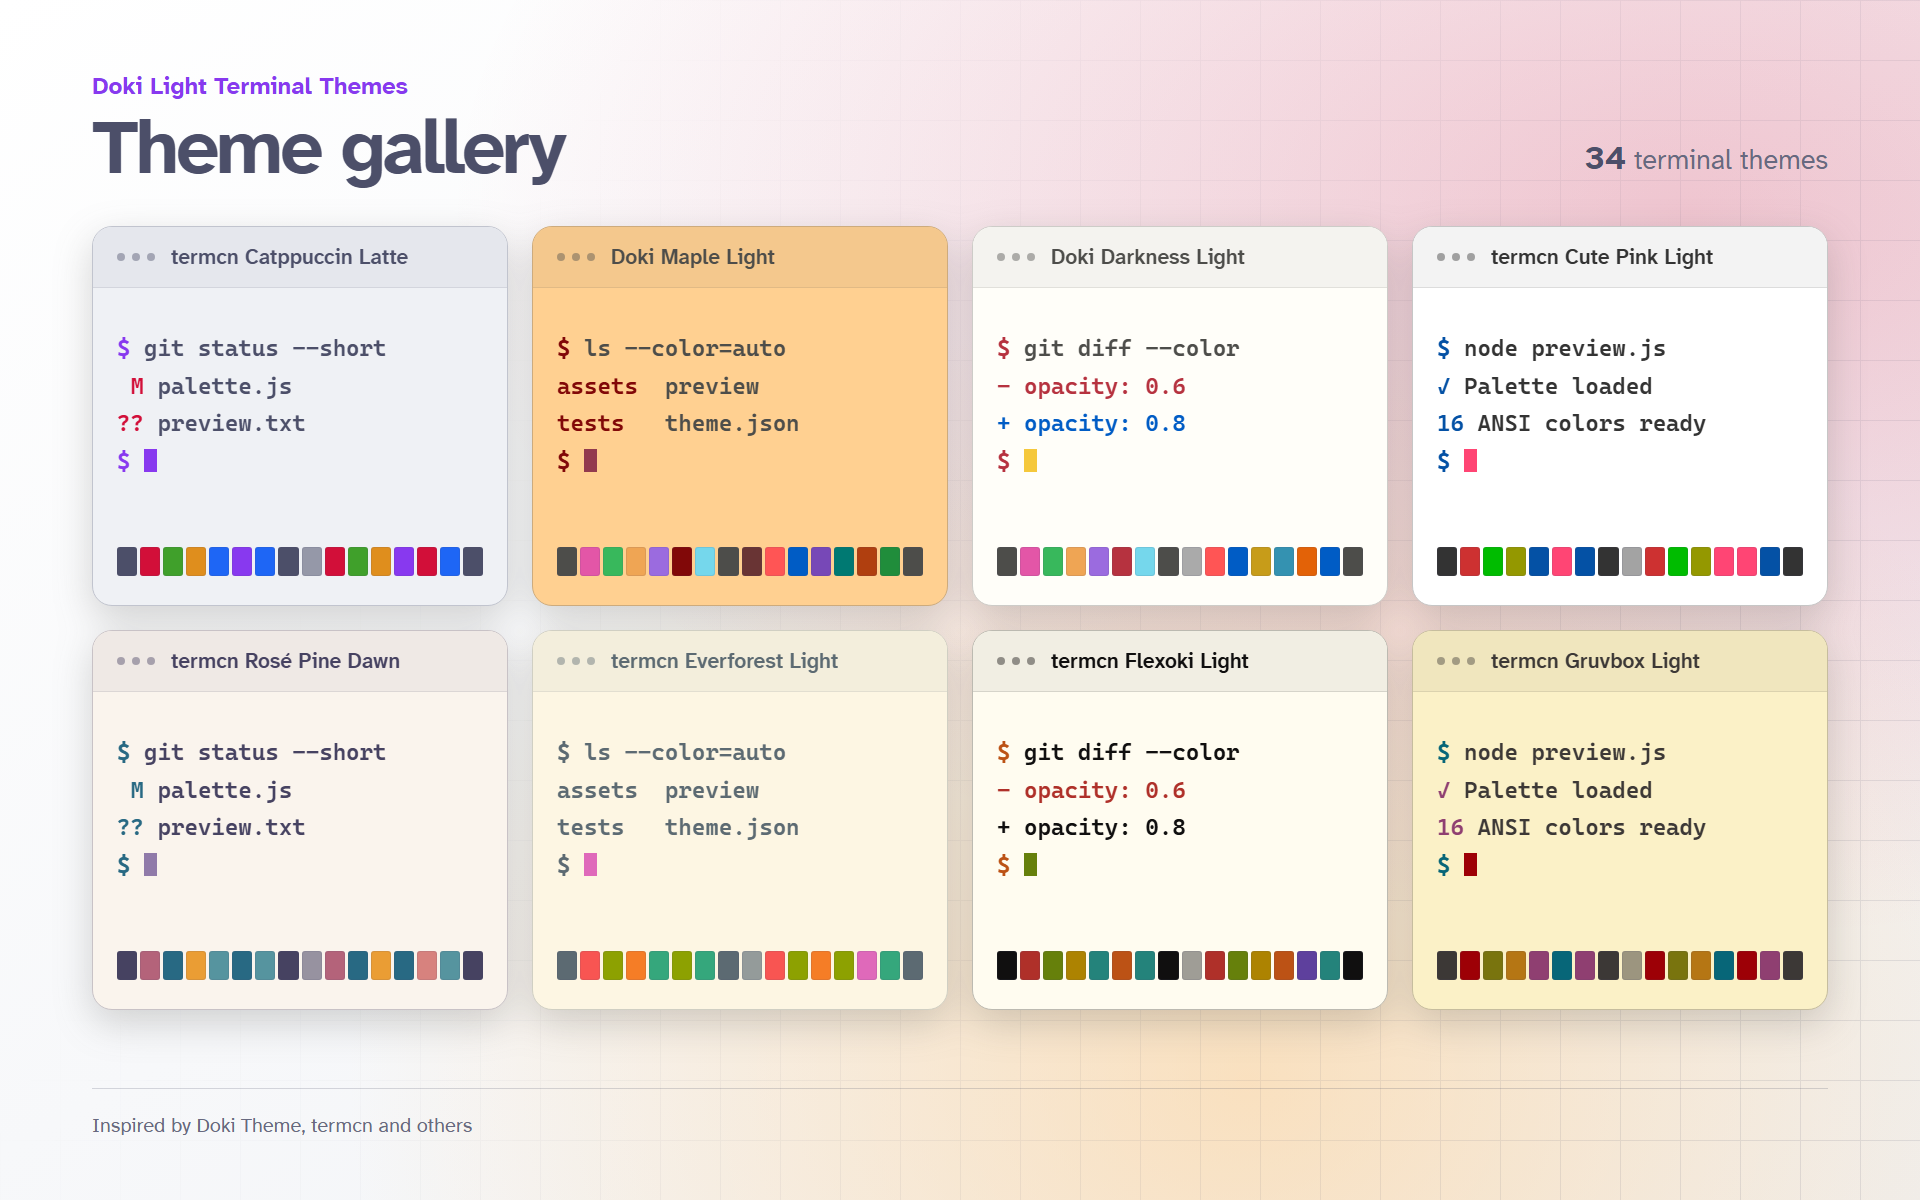 Doki Light Terminal Themes
Theme gallery
34 terminal themes
termcn Catppuccin Latte
$ git status --short
 M palette.js
?? preview.txt
$
Doki Maple Light
$ ls --color=auto
assets  preview
tests   theme.json
$
Doki Darkness Light
$ git diff --color
− opacity: 0.6
+ opacity: 0.8
$
termcn Cute Pink Light
$ node preview.js
✓ Palette loaded
16 ANSI colors ready
$
termcn Rosé Pine Dawn
$ git status --short
 M palette.js
?? preview.txt
$
termcn Everforest Light
$ ls --color=auto
assets  preview
tests   theme.json
$
termcn Flexoki Light
$ git diff --color
− opacity: 0.6
+ opacity: 0.8
$
termcn Gruvbox Light
$ node preview.js
✓ Palette loaded
16 ANSI colors ready
$
Inspired by Doki Theme, termcn and others